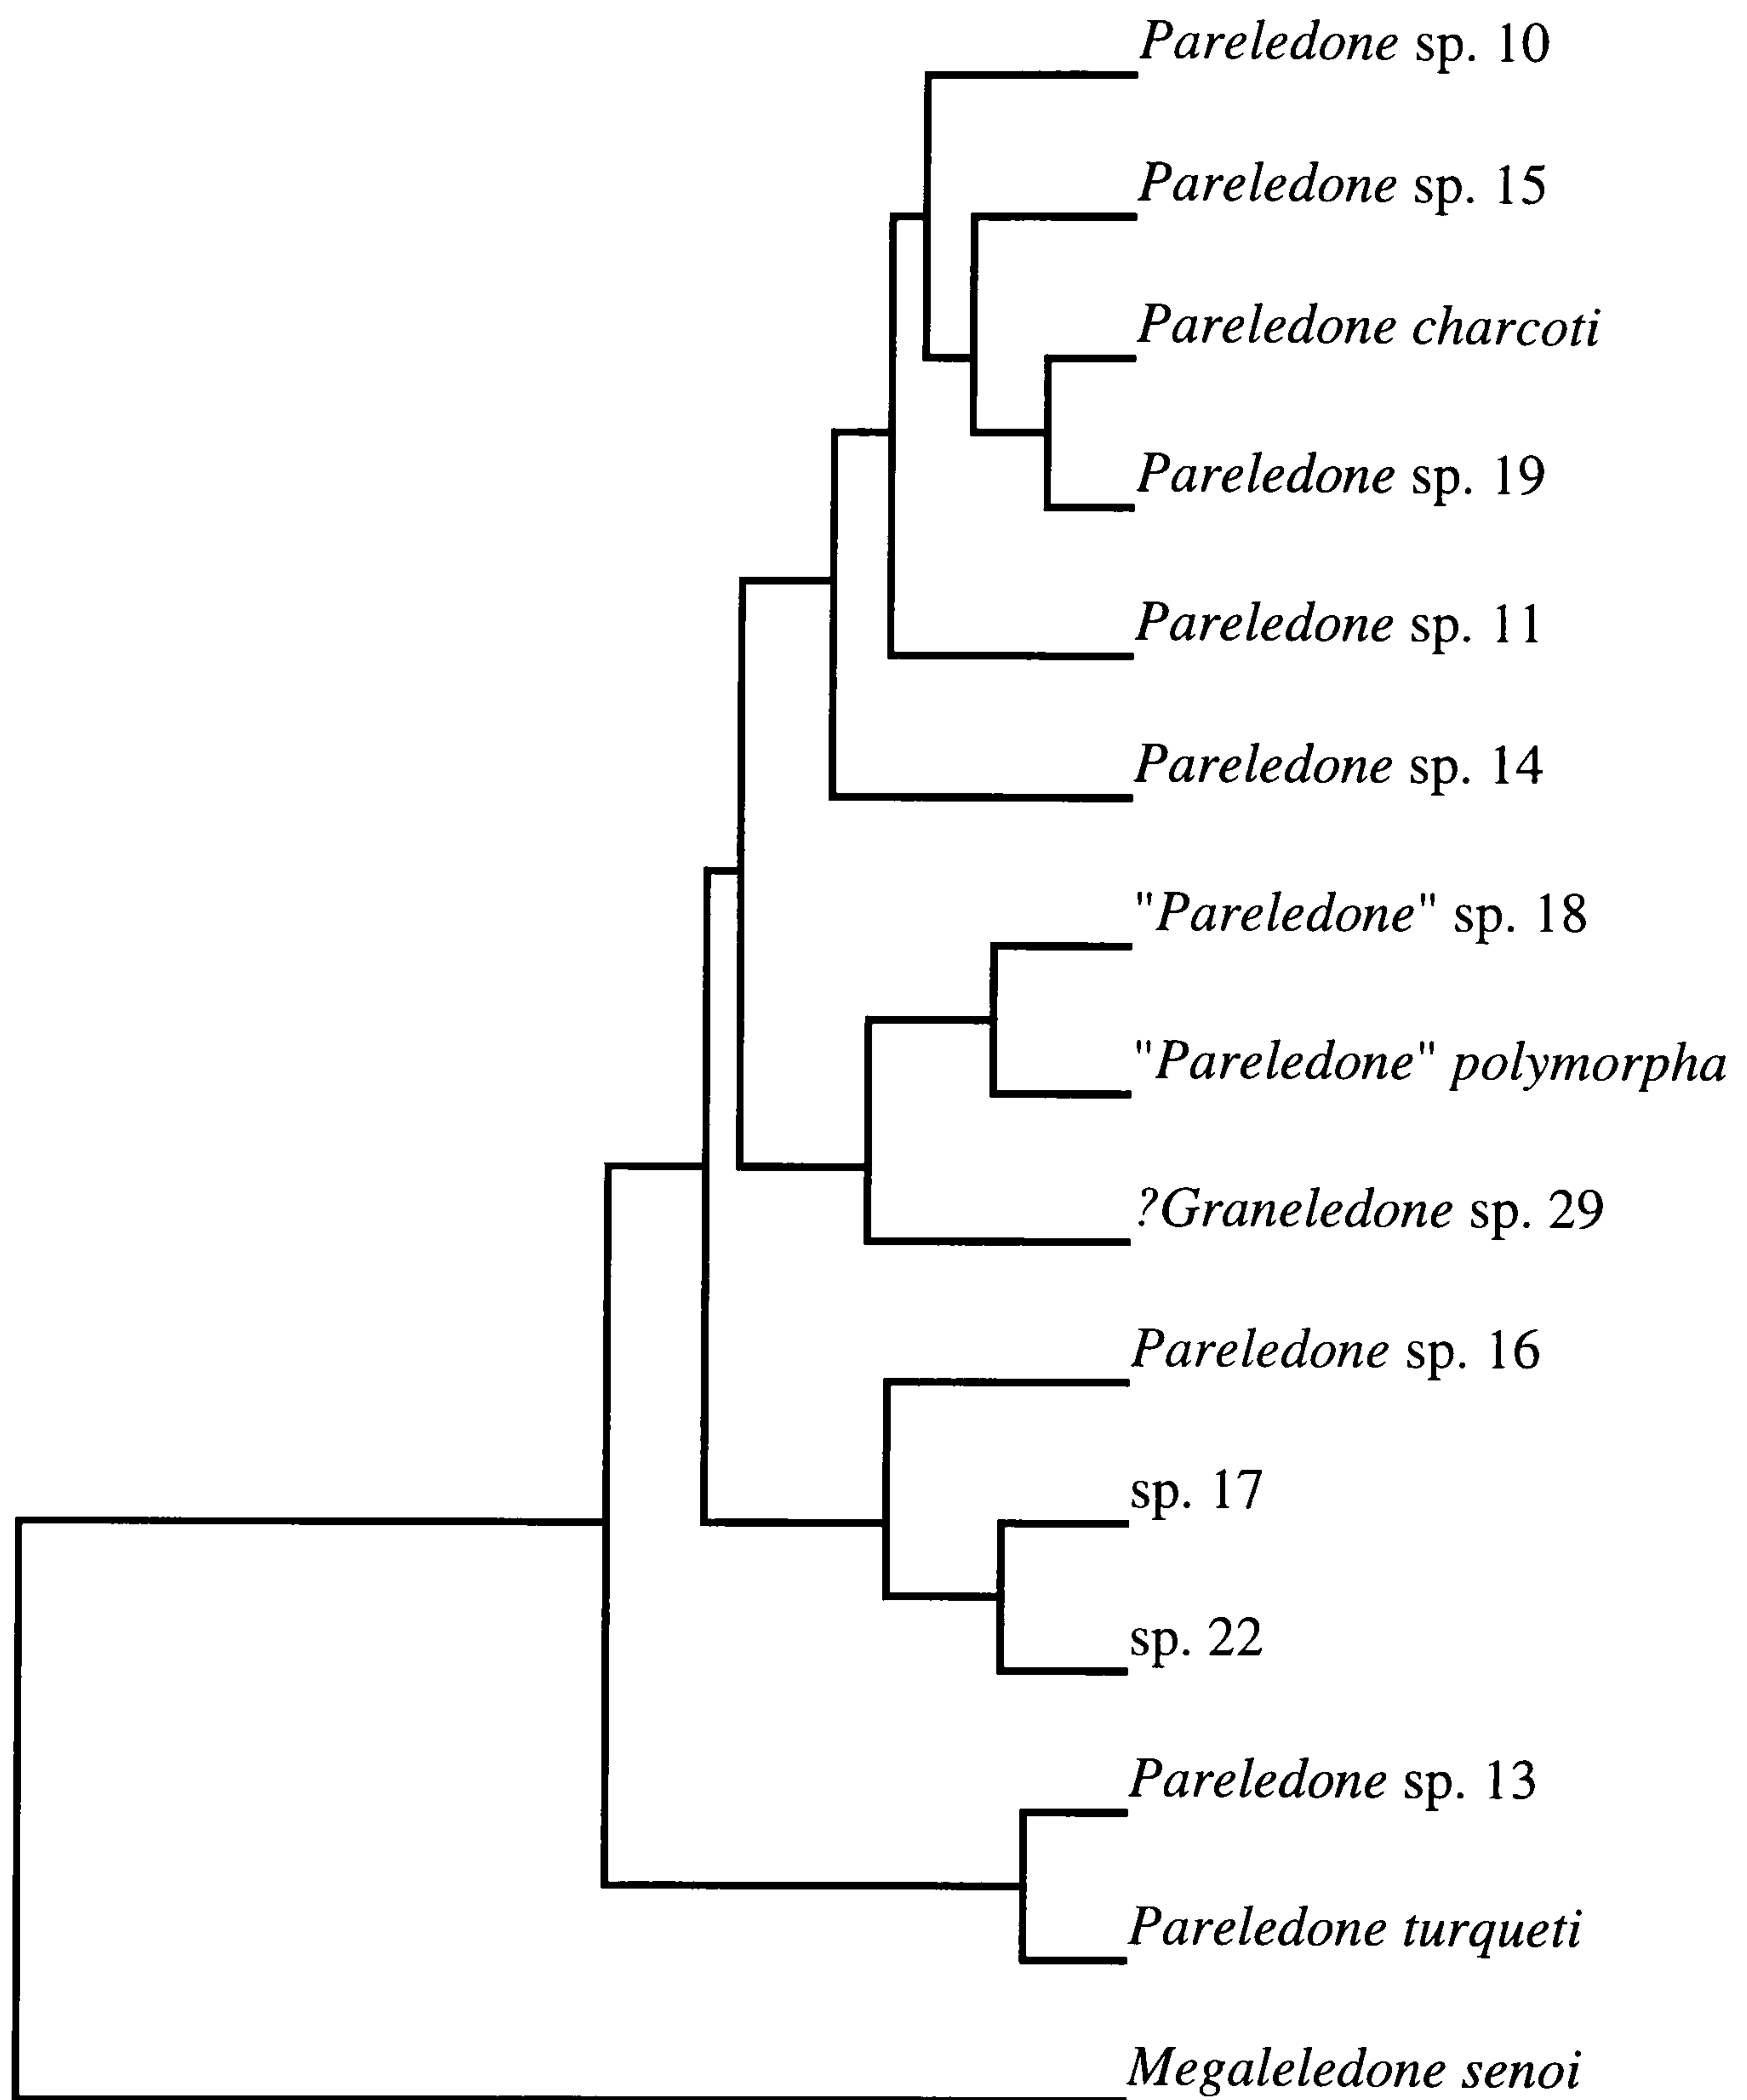 Pareledone sp. 10
Pareledone sp. 15
Pareledone charcoti
Pareledone sp. 19
Pareledone sp. 11
Pareledone sp. 14
"Pareledone" sp. 18
"Pareledone" polymorpha
?Graneledone sp. 29
Pareledone sp. 16
sp. 17
sp. 22
Pareledone sp. 13
Pareledone turqueti
Megaleledone senoi